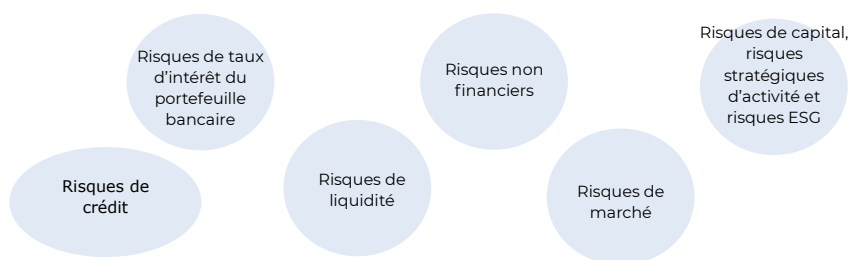 Risques de taux
d’intérêt du
portefeuille
bancaire
Risques non
financiers
Risques de capital,
risques
stratégiques
d’activité et
risques ESG
Risques de
crédit
Risques de
liquidité
Risques de
marché